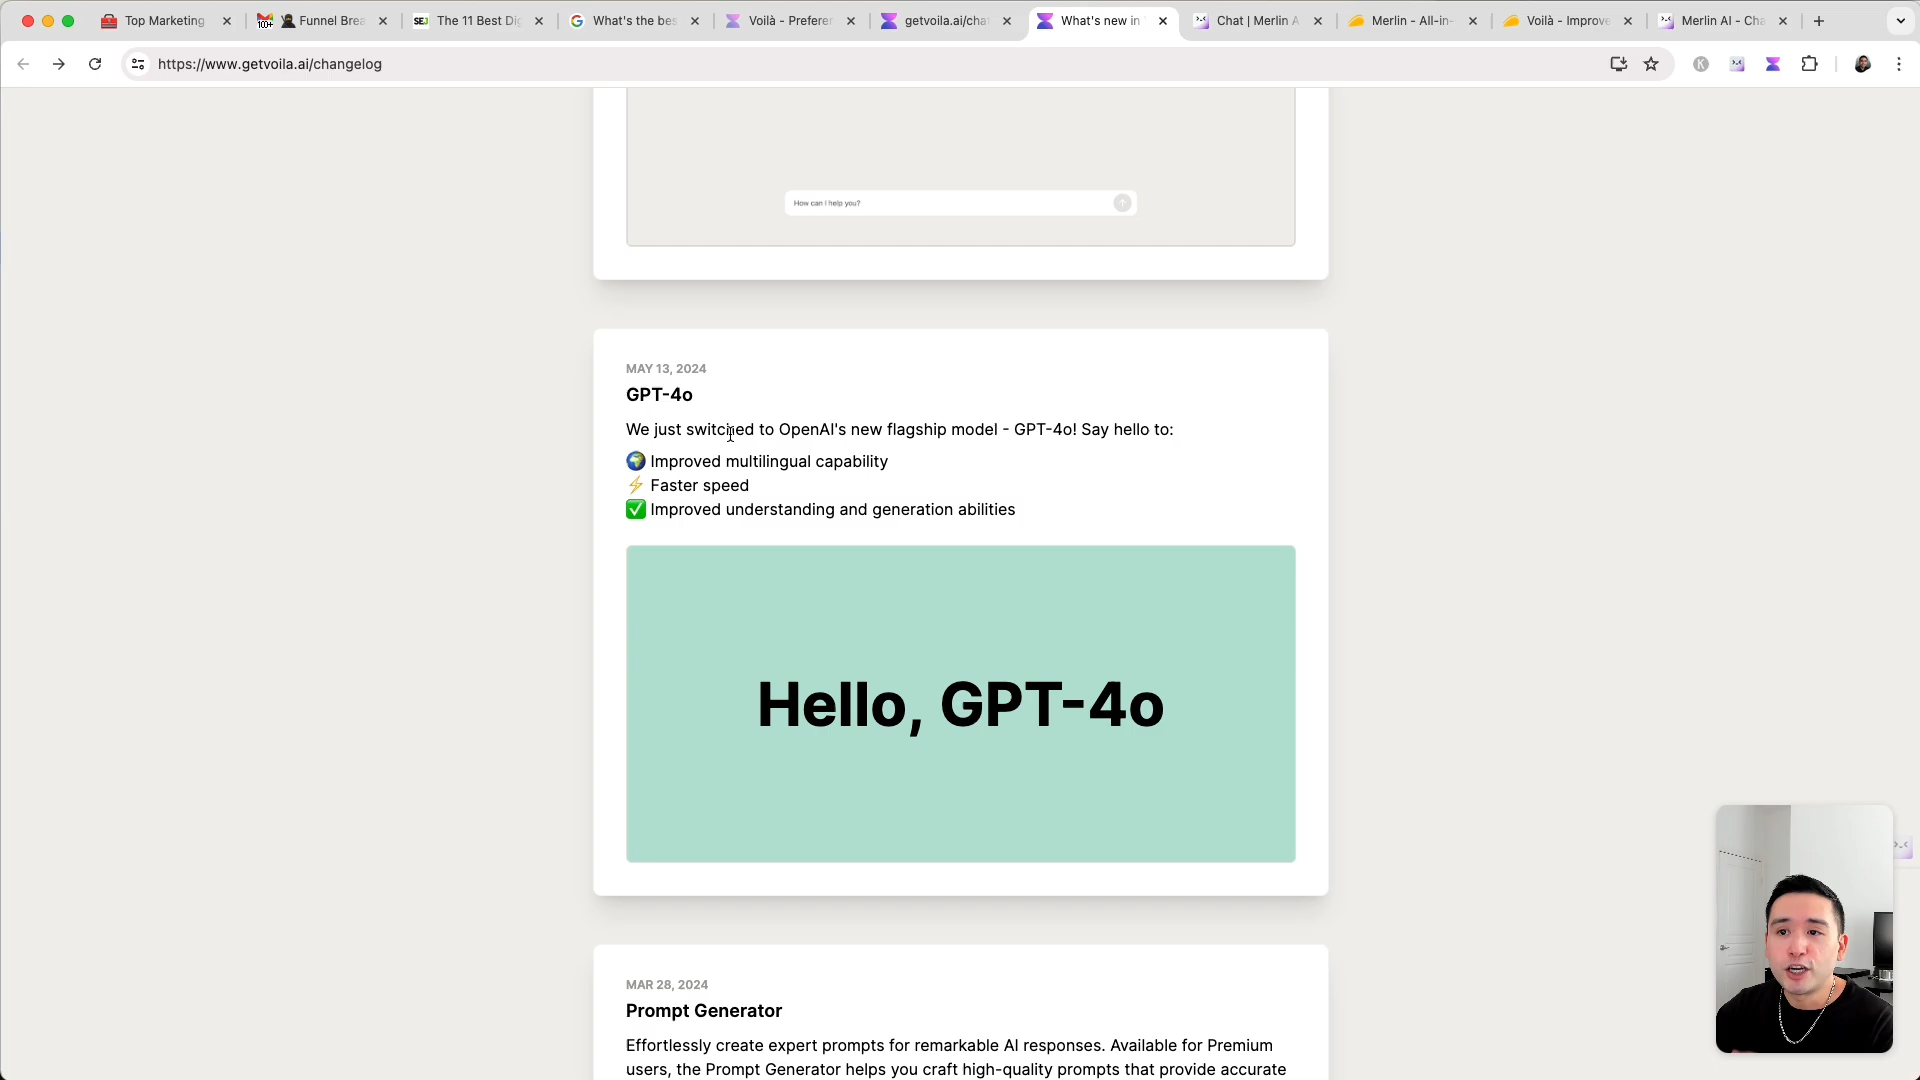 Top Marketing
100+
Funnel Brea
SEJ
The 11 Best Dig
What's the bes
Voilà - Preferen
getvoila.ai/cha
What's new in
Chat | Merlin A
Merlin - All-in-
Voilà - Improve
Merlin AI - Cha
https://www.getvoila.ai/changelog
K
How can I help you?
MAY 13, 2024
GPT-4o
We just switched to OpenAI's new flagship model - GPT-4o! Say hello to:
🌍 Improved multilingual capability
⚡ Faster speed
✅ Improved understanding and generation abilities
Hello, GPT-4o
MAR 28, 2024
Prompt Generator
Effortlessly create expert prompts for remarkable AI responses. Available for Premium
users, the Prompt Generator helps you craft high-quality prompts that provide accurate